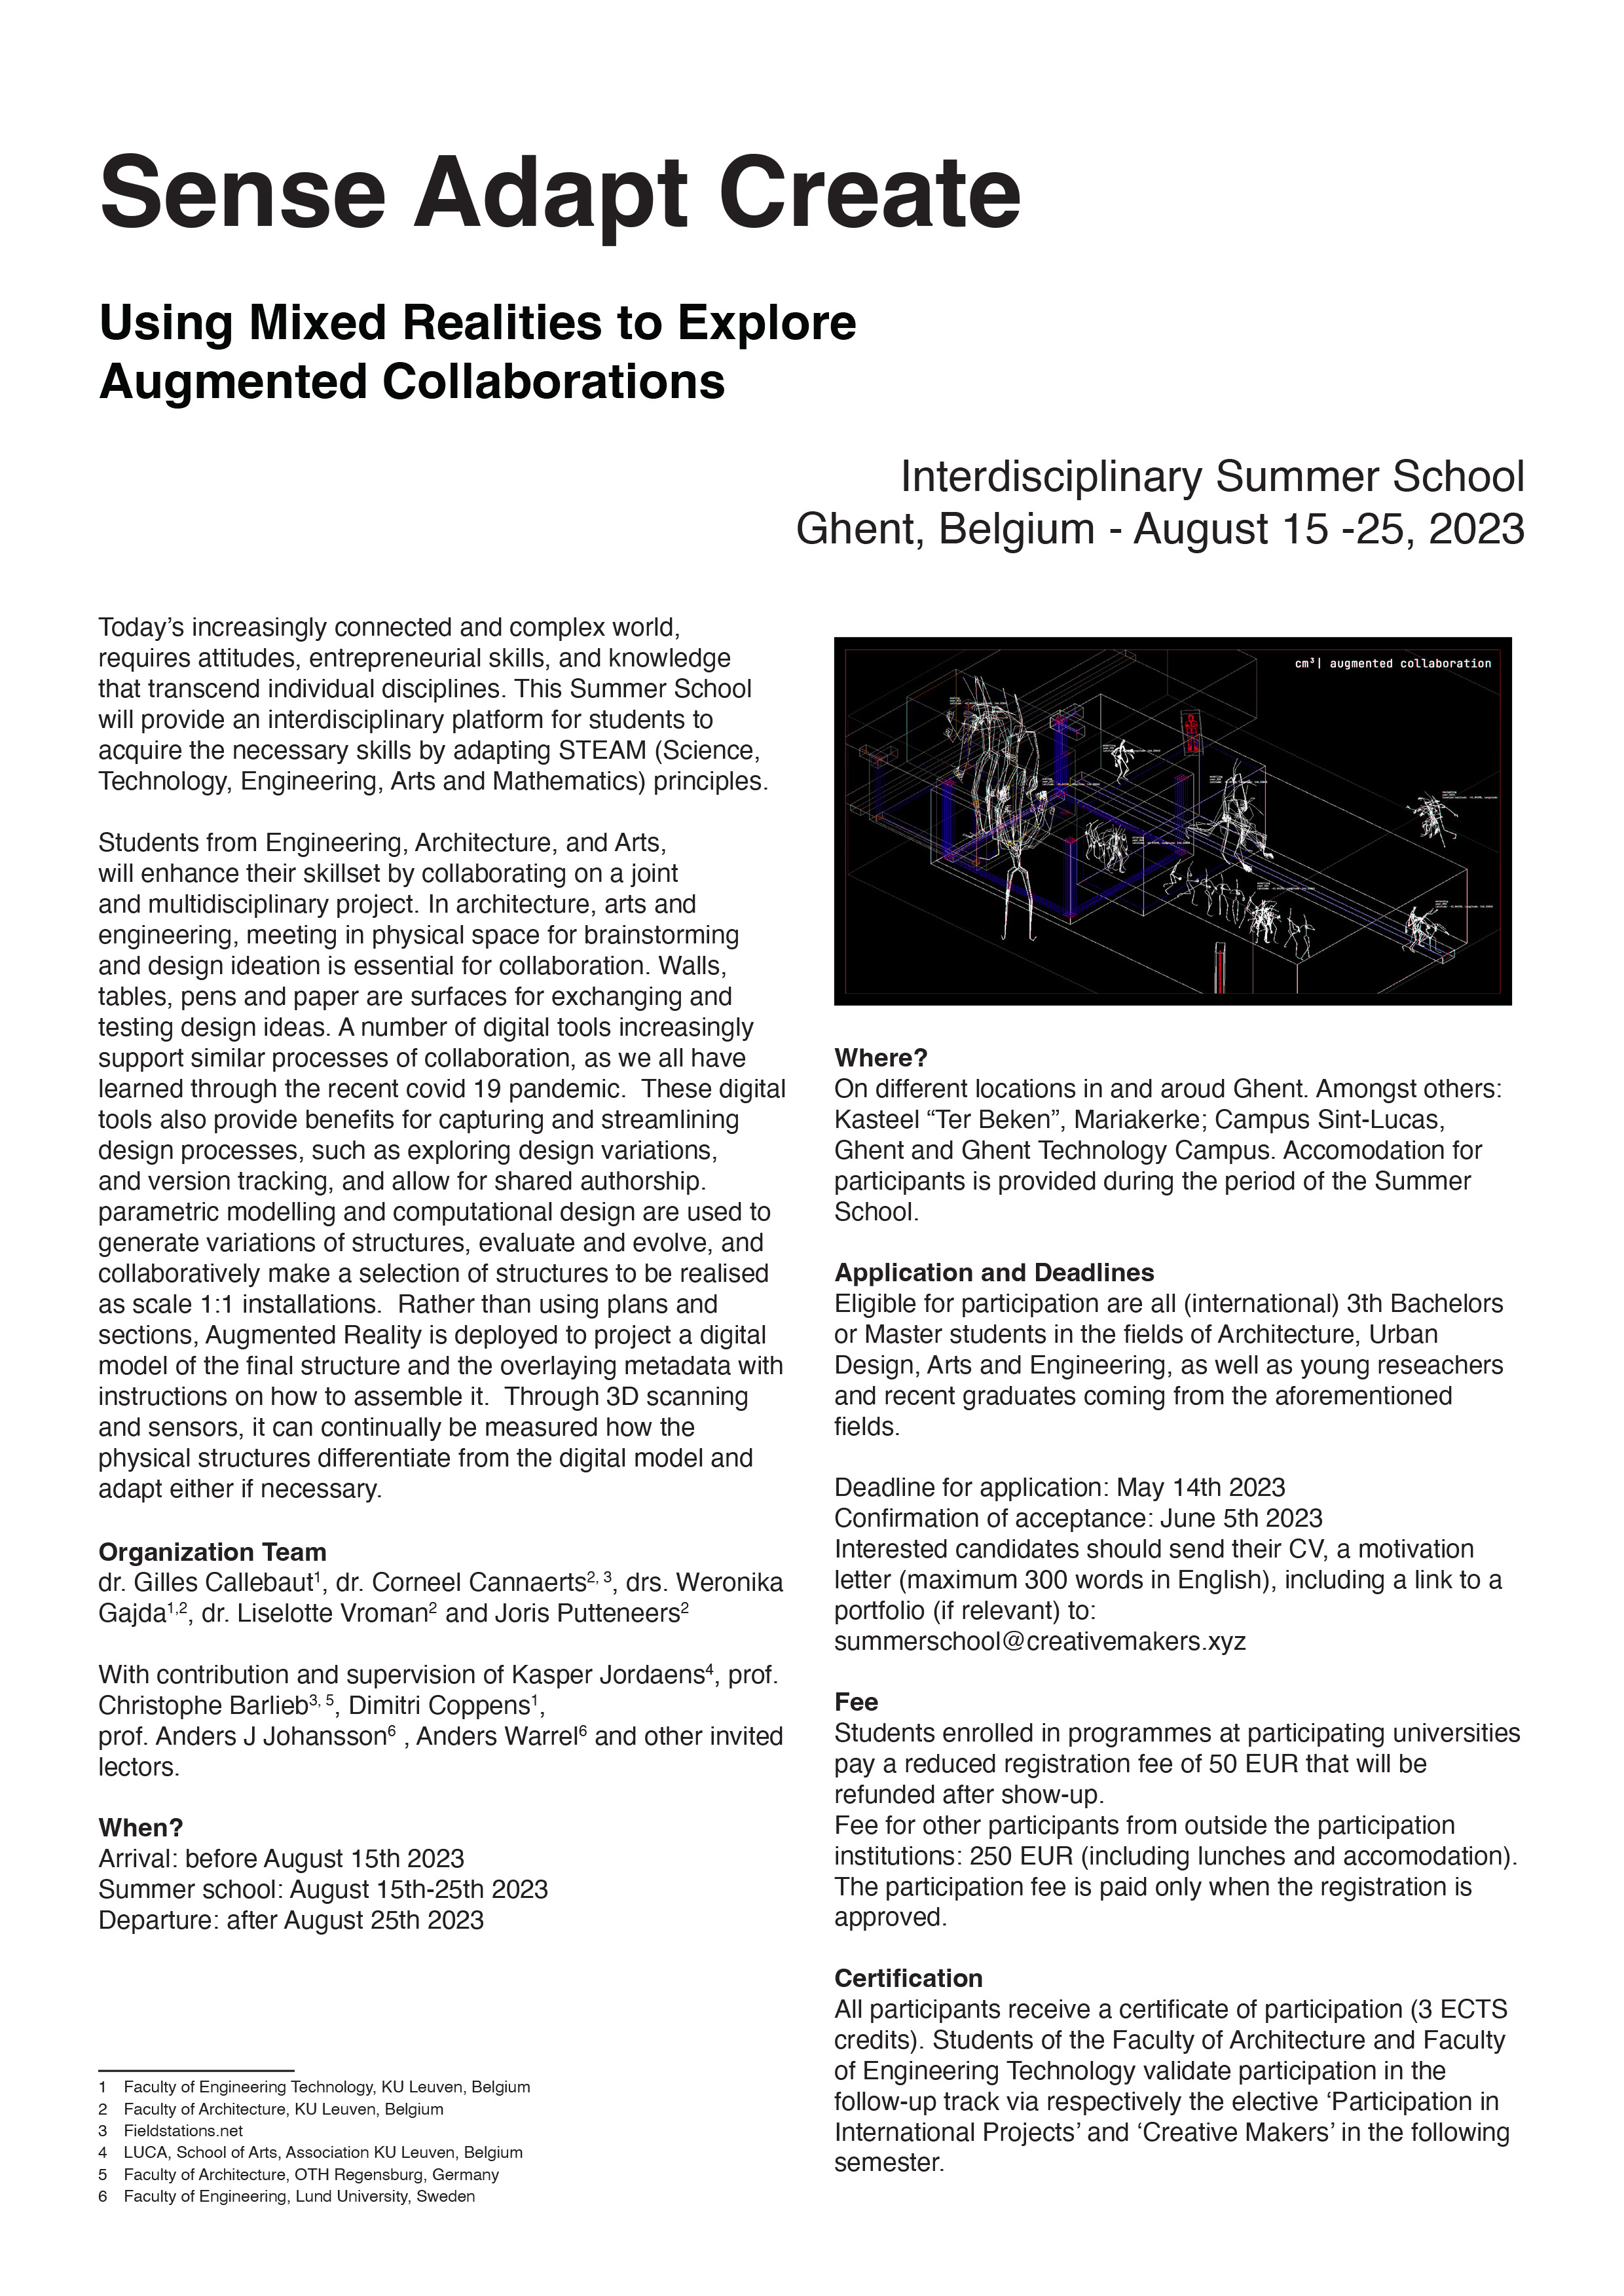 Sense Adapt Create
Using Mixed Realities to Explore
Augmented Collaborations
Interdisciplinary Summer School
Ghent, Belgium - August 15 -25, 2023
Today’s increasingly connected and complex world,
requires attitudes, entrepreneurial skills, and knowledge
that transcend individual disciplines. This Summer School
will provide an interdisciplinary platform for students to
acquire the necessary skills by adapting STEAM (Science,
Technology, Engineering, Arts and Mathematics) principles.
Students from Engineering, Architecture, and Arts,
will enhance their skillset by collaborating on a joint
and multidisciplinary project. In architecture, arts and
engineering, meeting in physical space for brainstorming
and design ideation is essential for collaboration. Walls,
tables, pens and paper are surfaces for exchanging and
testing design ideas. A number of digital tools increasingly
support similar processes of collaboration, as we all have
learned through the recent covid 19 pandemic.  These digital
tools also provide benefits for capturing and streamlining
design processes, such as exploring design variations,
and version tracking, and allow for shared authorship.
parametric modelling and computational design are used to
generate variations of structures, evaluate and evolve, and
collaboratively make a selection of structures to be realised
as scale 1:1 installations.  Rather than using plans and
sections, Augmented Reality is deployed to project a digital
model of the final structure and the overlaying metadata with
instructions on how to assemble it.  Through 3D scanning
and sensors, it can continually be measured how the
physical structures differentiate from the digital model and
adapt either if necessary.
Organization Team
dr. Gilles Callebaut¹, dr. Corneel Cannaerts²,³, drs. Weronika
Gajda¹,², dr. Liselotte Vroman² and Joris Putteneers²
With contribution and supervision of Kasper Jordaens⁴, prof.
Christophe Barlieb³,⁵, Dimitri Coppens¹,
prof. Anders J Johansson⁶ , Anders Warrel⁶ and other invited
lectors.
When?
Arrival: before August 15th 2023
Summer school: August 15th-25th 2023
Departure: after August 25th 2023
1 Faculty of Engineering Technology, KU Leuven, Belgium
2 Faculty of Architecture, KU Leuven, Belgium
3 Fieldstations.net
4 LUCA, School of Arts, Association KU Leuven, Belgium
5 Faculty of Architecture, OTH Regensburg, Germany
6 Faculty of Engineering, Lund University, Sweden
cm³| augmented collaboration
Where?
On different locations in and aroud Ghent. Amongst others:
Kasteel “Ter Beken”, Mariakerke; Campus Sint-Lucas,
Ghent and Ghent Technology Campus. Accomodation for
participants is provided during the period of the Summer
School.
Application and Deadlines
Eligible for participation are all (international) 3th Bachelors
or Master students in the fields of Architecture, Urban
Design, Arts and Engineering, as well as young reseachers
and recent graduates coming from the aforementioned
fields.
Deadline for application: May 14th 2023
Confirmation of acceptance: June 5th 2023
Interested candidates should send their CV, a motivation
letter (maximum 300 words in English), including a link to a
portfolio (if relevant) to:
summerschool@creativemakers.xyz
Fee
Students enrolled in programmes at participating universities
pay a reduced registration fee of 50 EUR that will be
refunded after show-up.
Fee for other participants from outside the participation
institutions: 250 EUR (including lunches and accomodation).
The participation fee is paid only when the registration is
approved.
Certification
All participants receive a certificate of participation (3 ECTS
credits). Students of the Faculty of Architecture and Faculty
of Engineering Technology validate participation in the
follow-up track via respectively the elective ‘Participation in
International Projects’ and ‘Creative Makers’ in the following
semester.